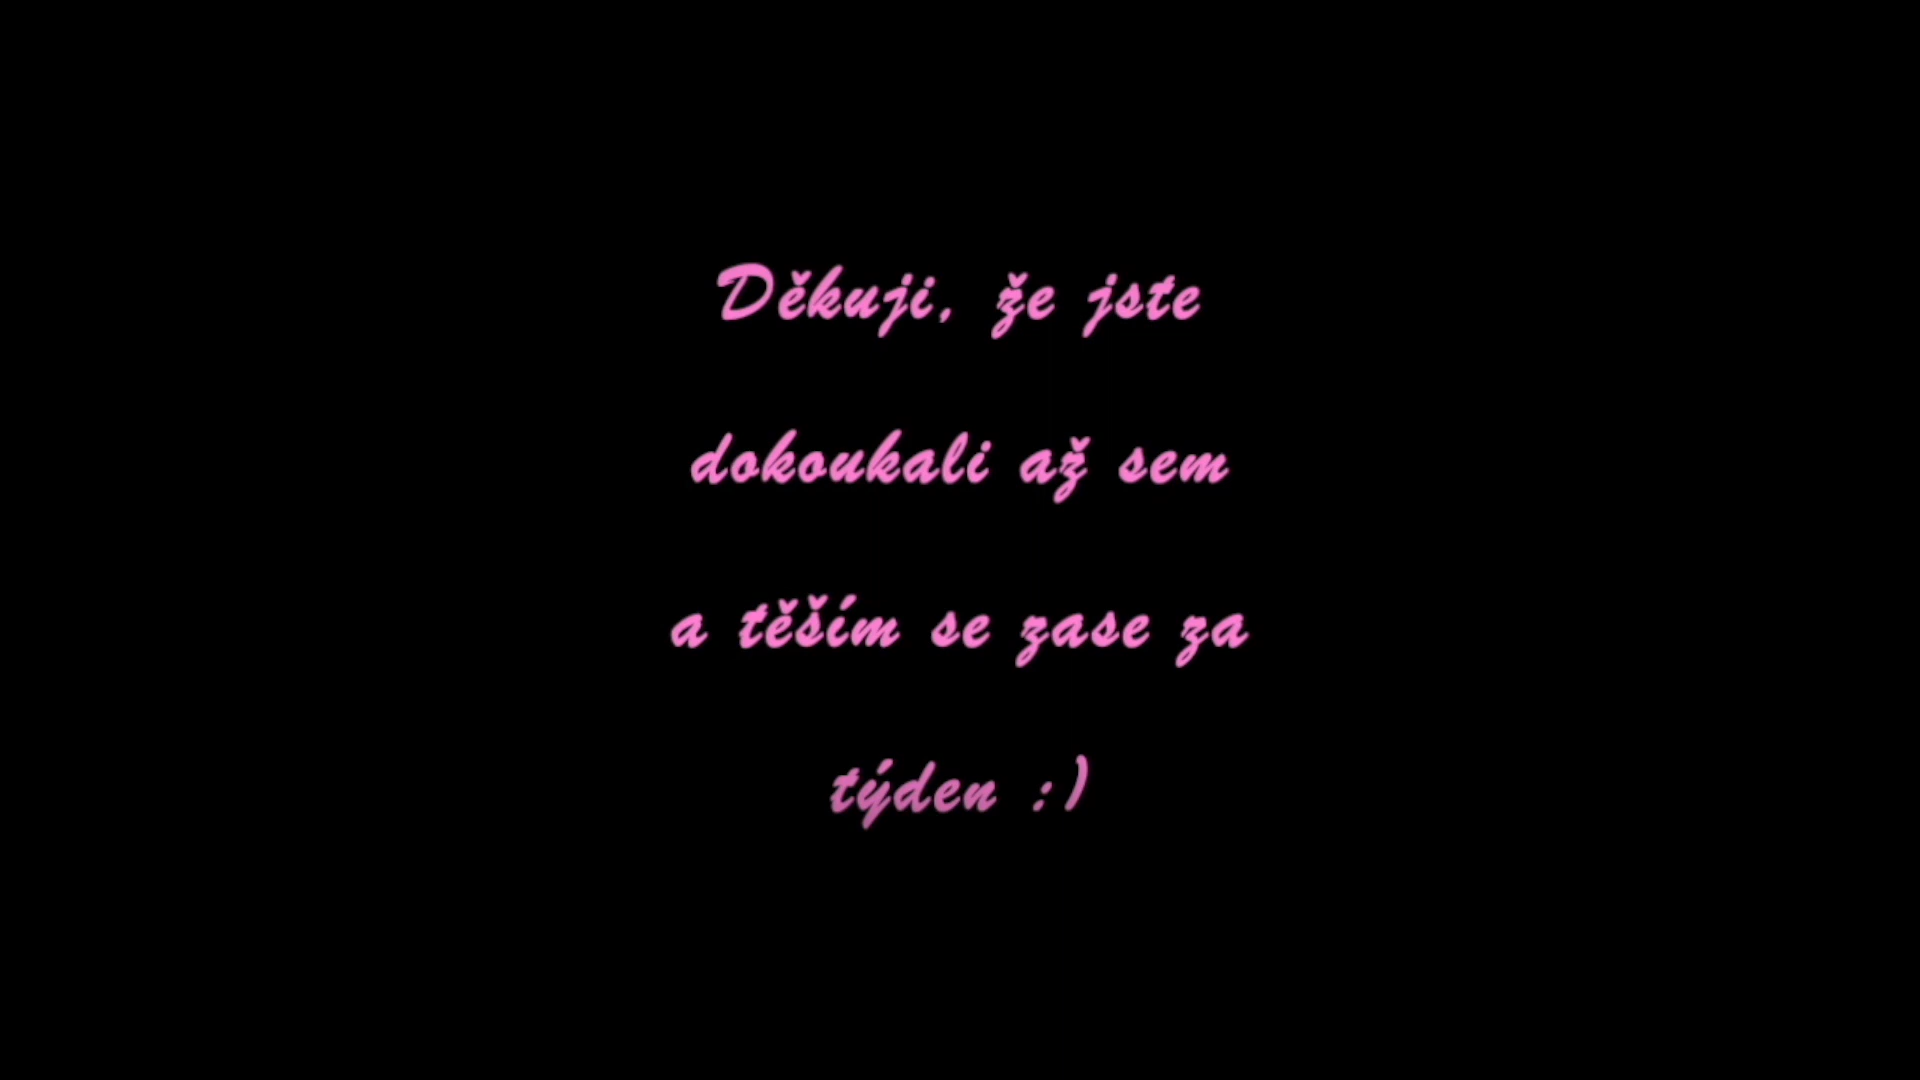 Děkuji, že jste
dokoukali až sem
a těším se zase za
týden :)